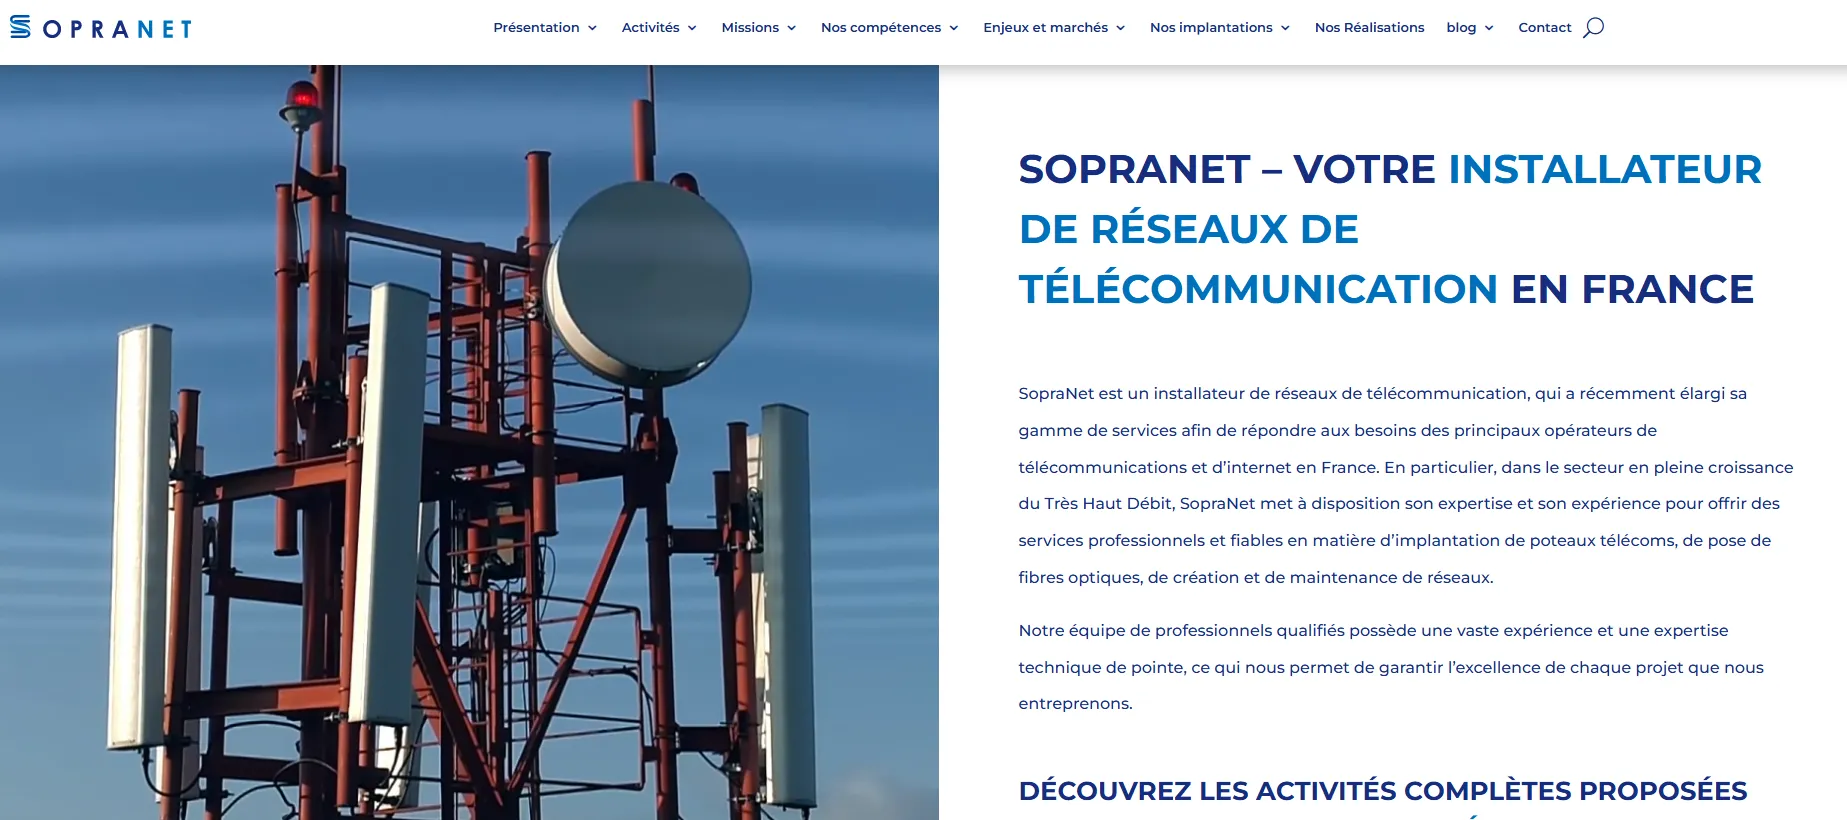 SOPRANET
Présentation Activités Missions Nos compétences Enjeux et marchés Nos implantations Nos Réalisations blog Contact
SOPRANET – VOTRE INSTALLATEUR
DE RÉSEAUX DE
TÉLÉCOMMUNICATION EN FRANCE
SopraNet est un installateur de réseaux de télécommunication, qui a récemment élargi sa
gamme de services afin de répondre aux besoins des principaux opérateurs de
télécommunications et d’internet en France. En particulier, dans le secteur en pleine croissance
du Très Haut Débit, SopraNet met à disposition son expertise et son expérience pour offrir des
services professionnels et fiables en matière d’implantation de poteaux télécoms, de pose de
fibres optiques, de création et de maintenance de réseaux.
Notre équipe de professionnels qualifiés possède une vaste expérience et une expertise
technique de pointe, ce qui nous permet de garantir l’excellence de chaque projet que nous
entreprenons.
DÉCOUVREZ LES ACTIVITÉS COMPLÈTES PROPOSÉES